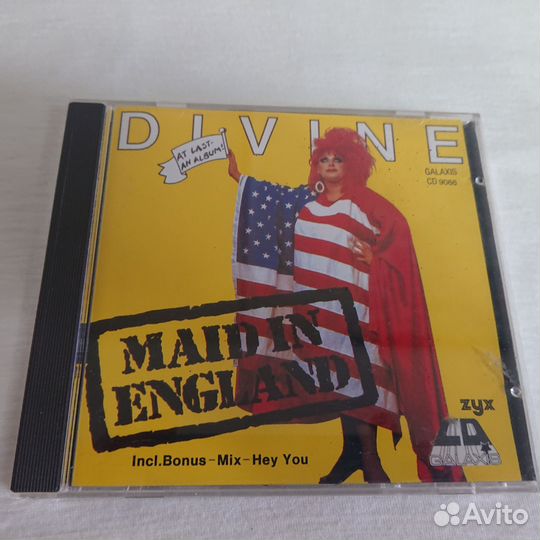 DIVINE
AT LAST-
AN ALBUM!
GALAXIS
CD 9066
MAID IN
ENGLAND
Incl.Bonus-Mix-Hey You
zyx
CD
GALAXIS
Avito